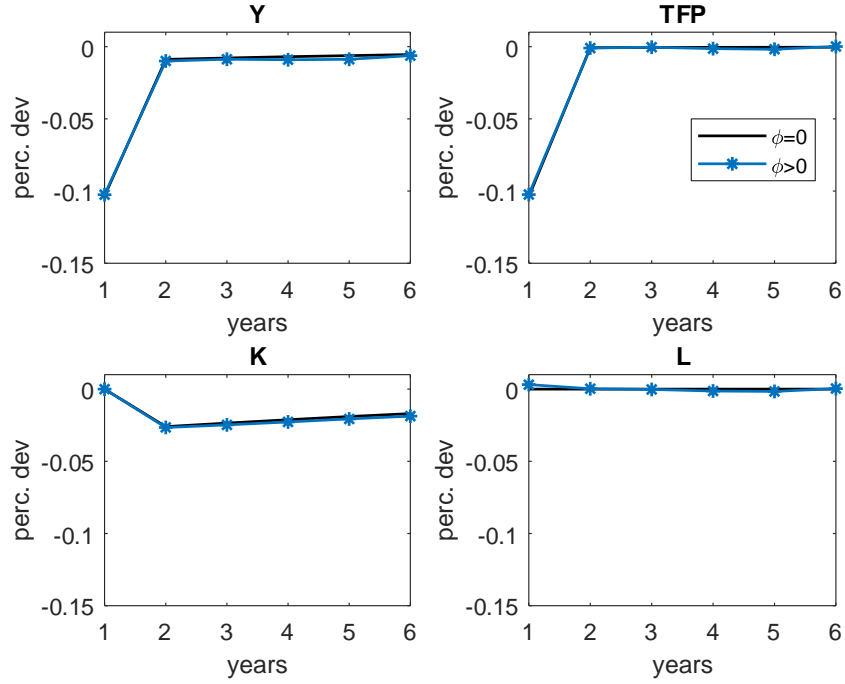 Y
0
-0.05
-0.1
-0.15
perc. dev
1 2 3 4 5 6
years
TFP
0
-0.05
-0.1
-0.15
perc. dev
ϕ=0
ϕ>0
1 2 3 4 5 6
years
K
0
-0.05
-0.1
-0.15
perc. dev
1 2 3 4 5 6
years
L
0
-0.05
-0.1
-0.15
perc. dev
1 2 3 4 5 6
years